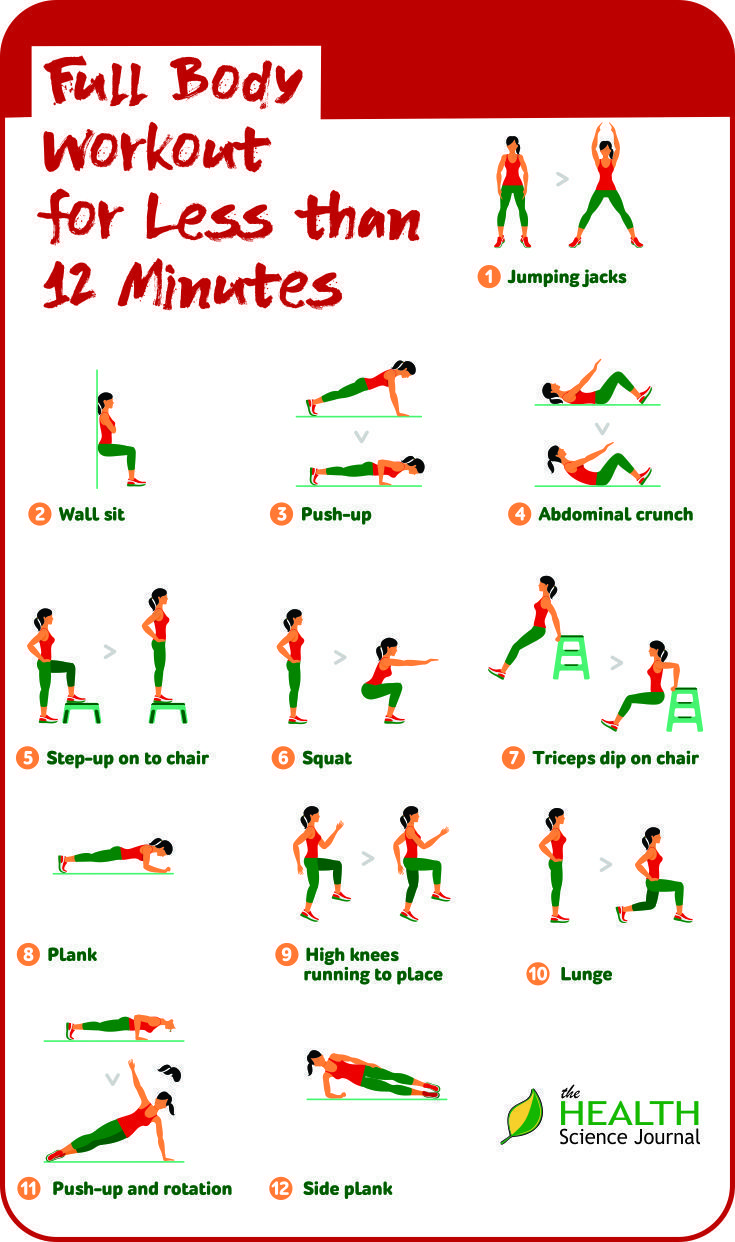 Full Body
Workout
for Less than
12 Minutes
1 Jumping jacks
2 Wall sit
3 Push-up
4 Abdominal crunch
5 Step-up on to chair
6 Squat
7 Triceps dip on chair
8 Plank
9 High knees
running to place
10 Lunge
11 Push-up and rotation
12 Side plank
the
HEALTH
Science Journal